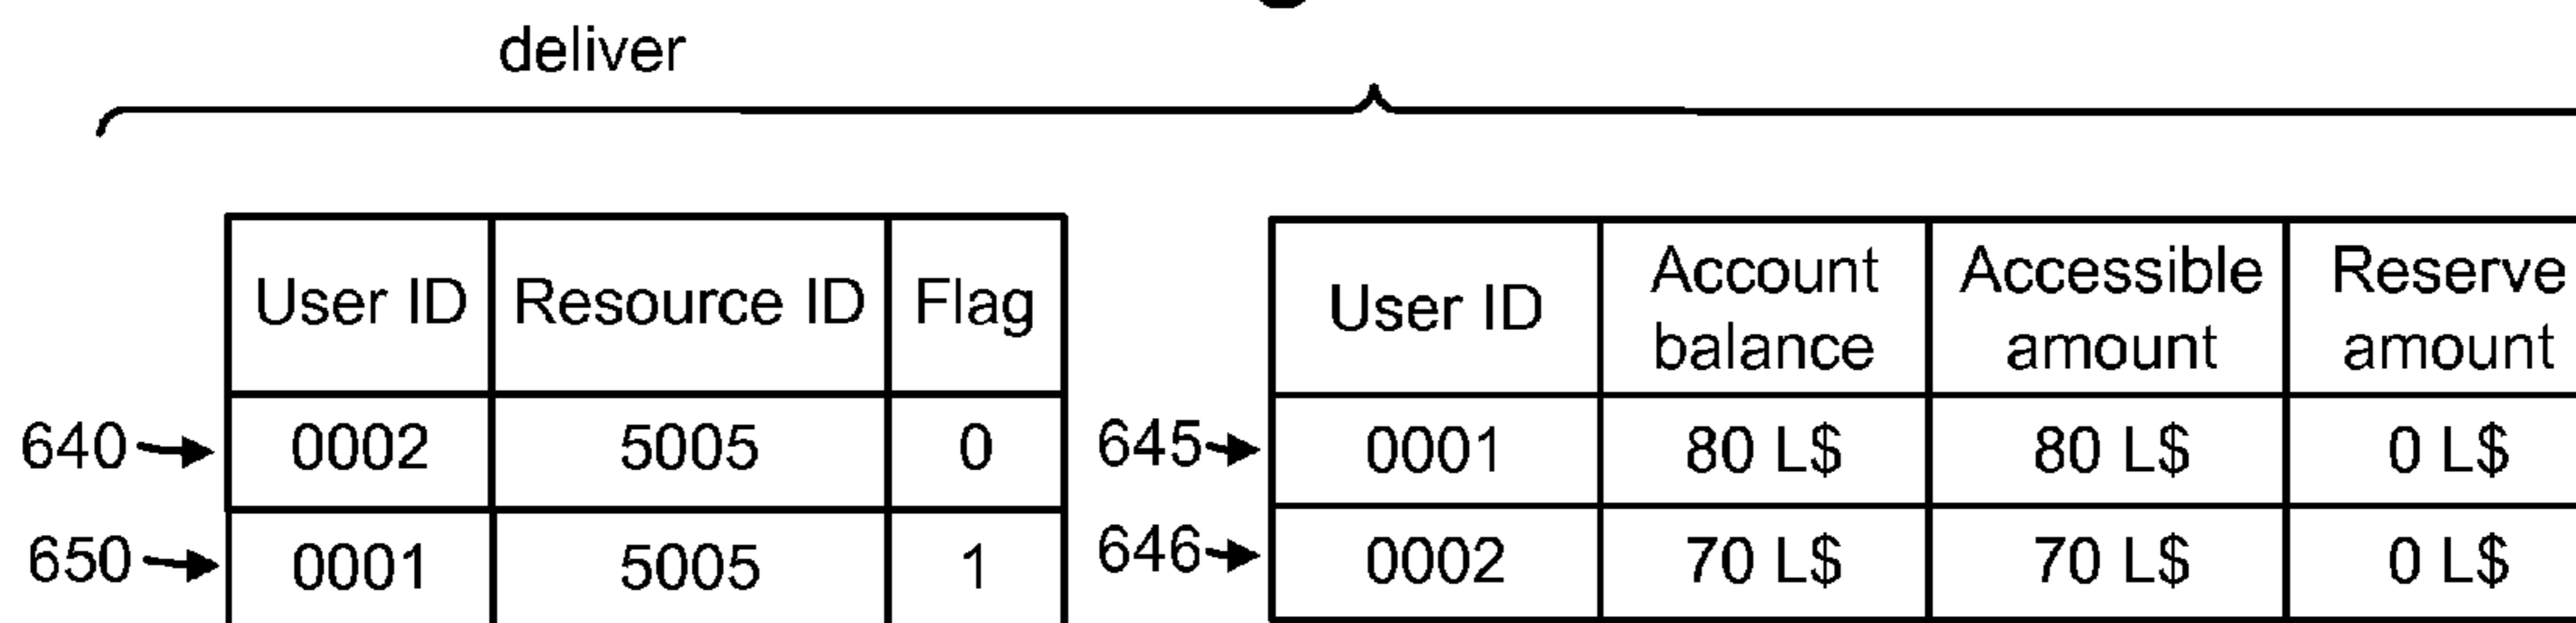 deliver
User ID Resource ID Flag
640 0002 5005 0
650 0001 5005 1
User ID Account balance Accessible amount Reserve amount
645 0001 80 L$ 80 L$ 0 L$
646 0002 70 L$ 70 L$ 0 L$